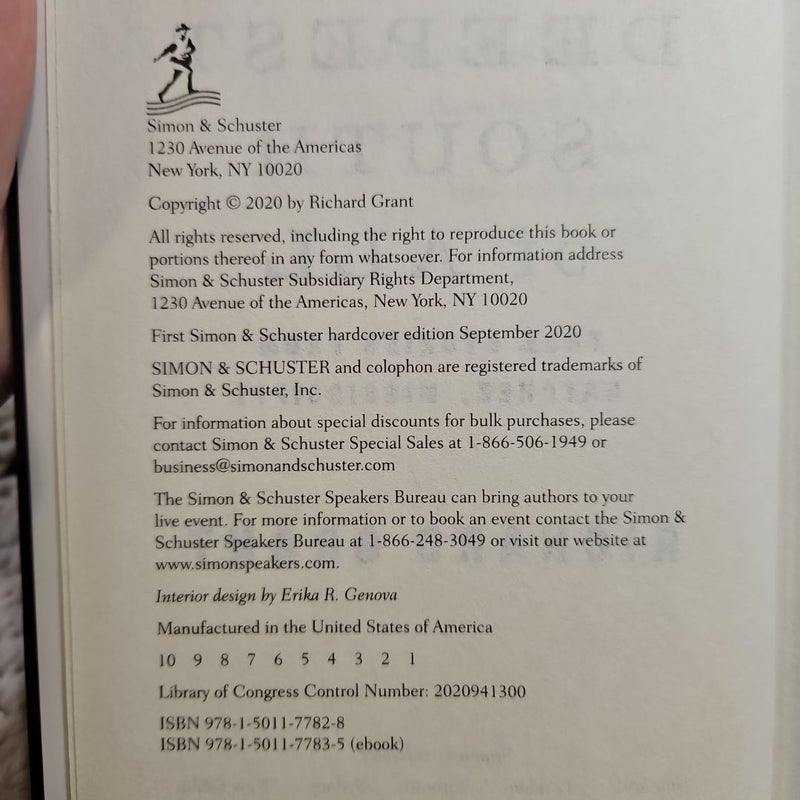 Simon & Schuster
1230 Avenue of the Americas
New York, NY 10020
Copyright © 2020 by Richard Grant
All rights reserved, including the right to reproduce this book or
portions thereof in any form whatsoever. For information address
Simon & Schuster Subsidiary Rights Department,
1230 Avenue of the Americas, New York, NY 10020
First Simon & Schuster hardcover edition September 2020
SIMON & SCHUSTER and colophon are registered trademarks of
Simon & Schuster, Inc.
For information about special discounts for bulk purchases, please
contact Simon & Schuster Special Sales at 1-866-506-1949 or
business@simonandschuster.com
The Simon & Schuster Speakers Bureau can bring authors to your
live event. For more information or to book an event contact the Simon &
Schuster Speakers Bureau at 1-866-248-3049 or visit our website at
www.simonspeakers.com.
Interior design by Erika R. Genova
Manufactured in the United States of America
10 9 8 7 6 5 4 3 2 1
Library of Congress Control Number: 2020941300
ISBN 978-1-5011-7782-8
ISBN 978-1-5011-7783-5 (ebook)